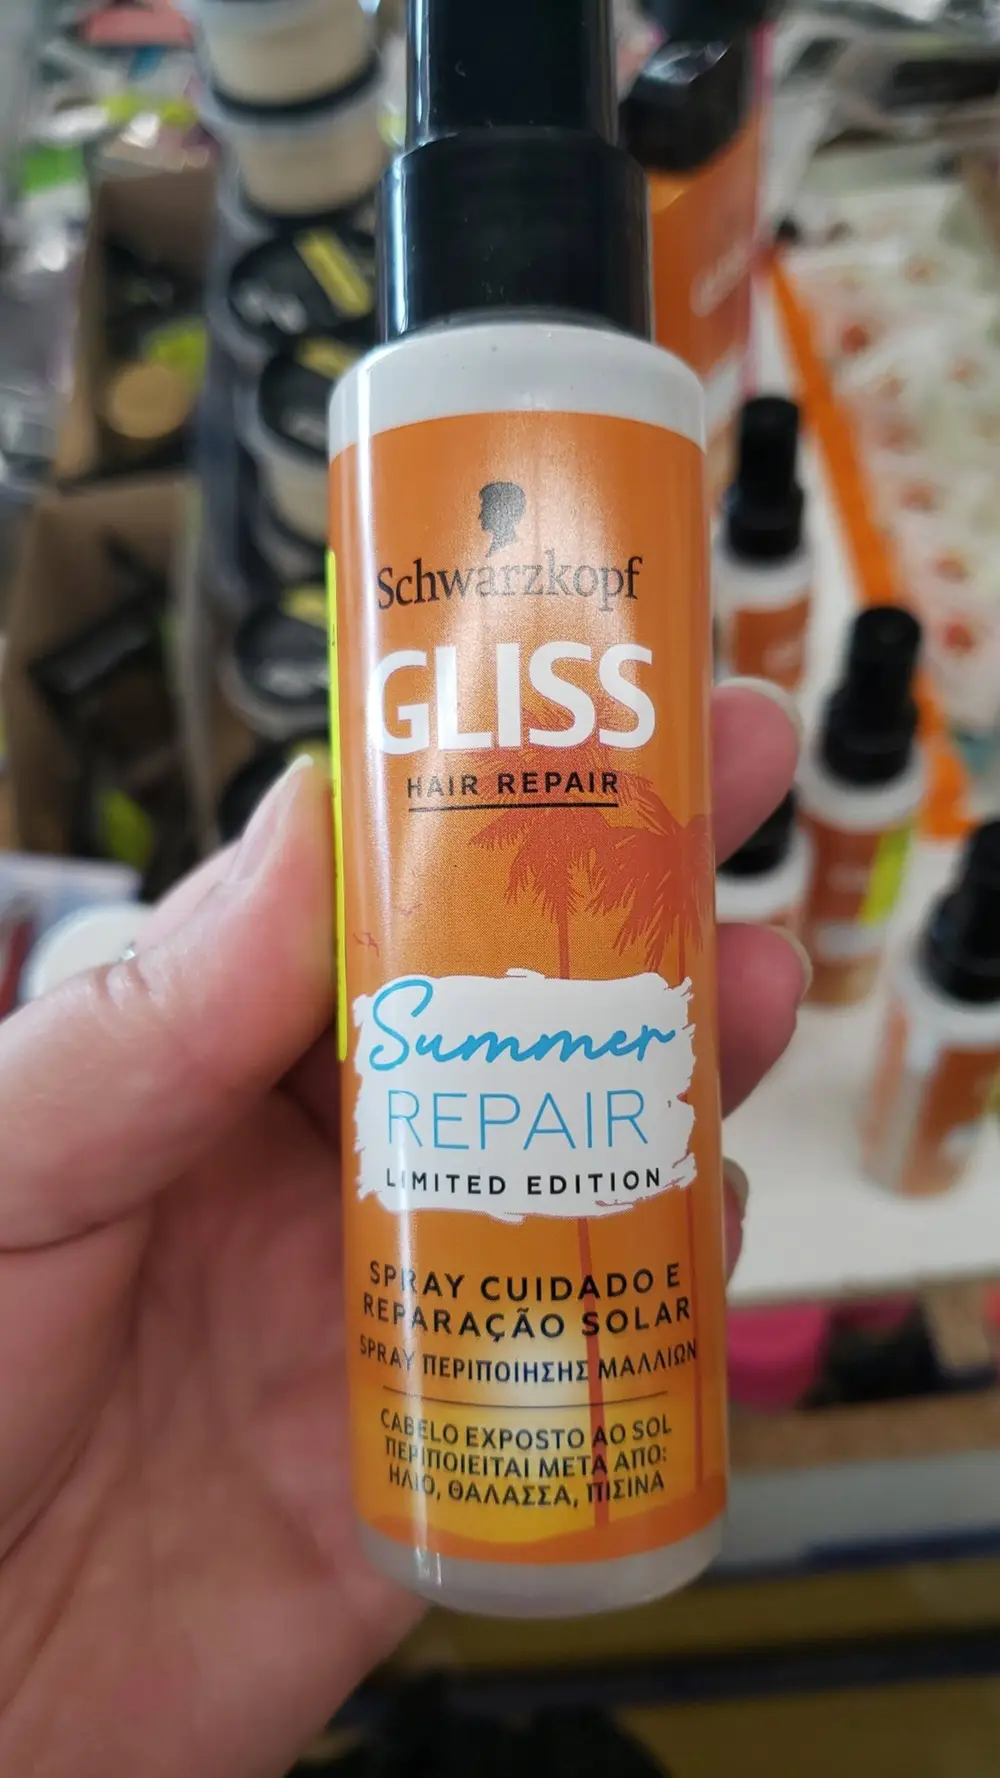 Schwarzkopf
GLISS
HAIR REPAIR
Summer
REPAIR
LIMITED EDITION
SPRAY CUIDADO E
REPARAÇÃO SOLAR
SPRAY ΠΕΡΙΠΟΙΗΣΗΣ ΜΑΛΛΙΩΝ
CABELO EXPOSTO AO SOL
ΠΕΡΙΠΟΙΕΙΤΑΙ ΜΕΤΑ ΑΠΟ:
ΗΛΙΟ, ΘΑΛΑΣΣΑ, ΠΙΣΙΝΑ